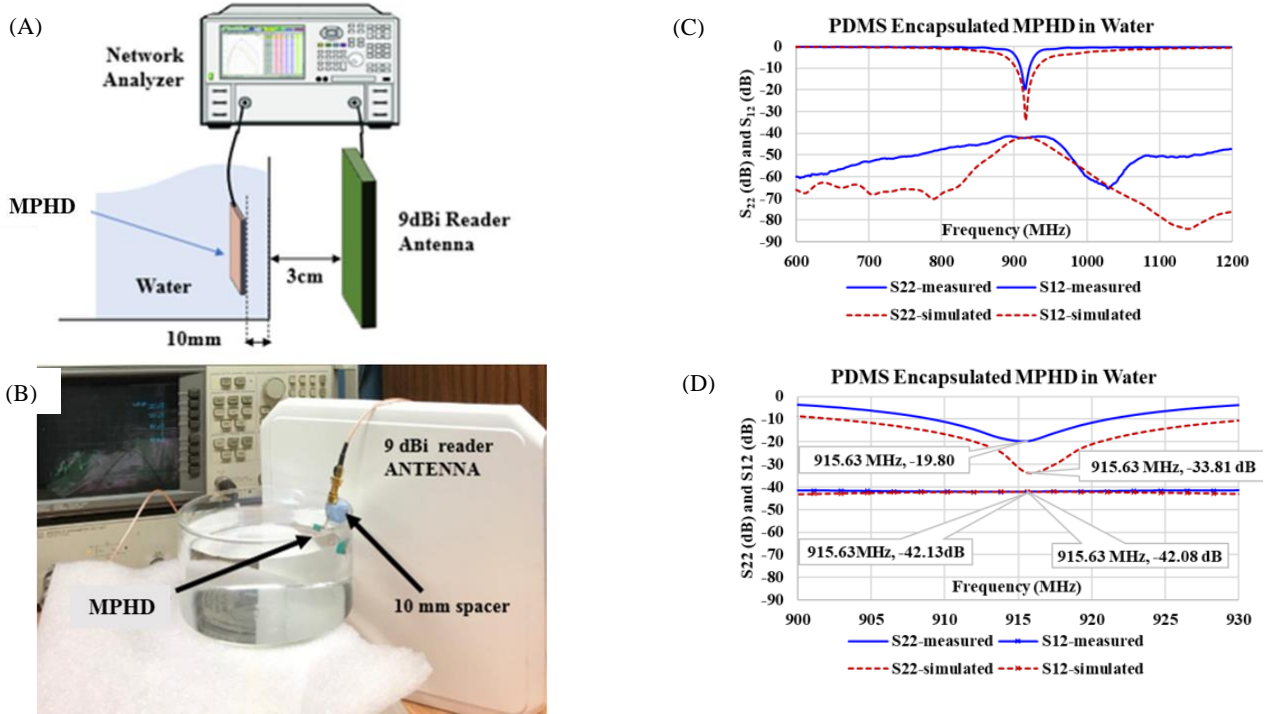 (A)
Network
Analyzer
MPHD
9dBi Reader
Antenna
Water
3cm
10mm
(B)
9 dBi reader
ANTENNA
MPHD
10 mm spacer
(C)
PDMS Encapsulated MPHD in Water
S22 (dB) and S12 (dB)
0
-10
-20
-30
-40
-50
-60
-70
-80
-90
Frequency (MHz)
600 700 800 900 1000 1100 1200
S22-measured S12-measured
S22-simulated S12-simulated
(D)
PDMS Encapsulated MPHD in Water
S22 (dB) and S12 (dB)
0
-10
-20
-30
-40
-50
-60
-70
-80
-90
915.63 MHz, -19.80
915.63 MHz, -33.81 dB
915.63MHz, -42.13dB
915.63 MHz, -42.08 dB
Frequency (MHz)
900 905 910 915 920 925 930
S22-measured S12-measured
S22-simulated S12-simulated